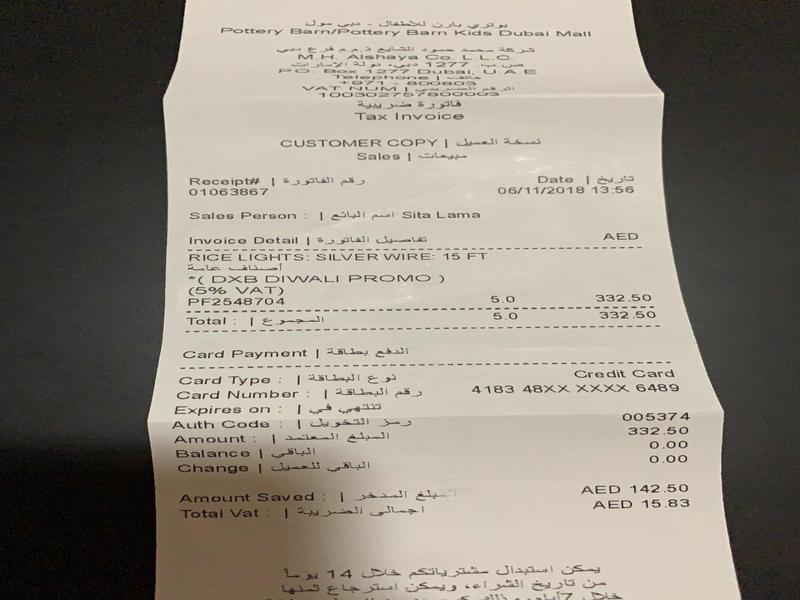 بوتري بارن للأطفال - دبي مول
Pottery Barn/Pottery Barn Kids Dubai Mall
شركة محمد حمود الشايع ذ.م.م فرع دبي
M.H. Alshaya Co. L.L.C.
ص.ب. 1277 دبي، دولة الإمارات
P.O. Box 1277 Dubai, U.A.E
Telephone | هاتف
+971 - 800603
VAT NUM | الرقم الضريبي
100302757800003
فاتورة ضريبية
Tax Invoice
CUSTOMER COPY | نسخة العميل
Sales | مبيعات
Receipt# | رقم الفاتورة Date | تاريخ
01063867 06/11/2018 13:56
Sales Person : | اسم البائع Sita Lama
Invoice Detail | تفاصيل الفاتورة AED
RICE LIGHTS: SILVER WIRE: 15 FT
أصناف عامة
*( DXB DIWALI PROMO )
(5% VAT)
PF2548704 5.0 332.50
Total : | المجموع 5.0 332.50
Card Payment | الدفع بطاقة
Card Type : | نوع البطاقة Credit Card
Card Number : | رقم البطاقة 4183 48XX XXXX 6489
Expires on : | تنتهي في
Auth Code : | رمز التخويل 005374
Amount : | المبلغ المعتمد 332.50
Balance | الباقي 0.00
Change | الباقي للعميل 0.00
Amount Saved : | المبلغ المدخر AED 142.50
Total Vat : | اجمالي الضريبة AED 15.83
يمكن استبدال مشترياتكم خلال 14 يوماً
من تاريخ الشراء، ويمكن استرجاع ثمنها
خلال 7أيام